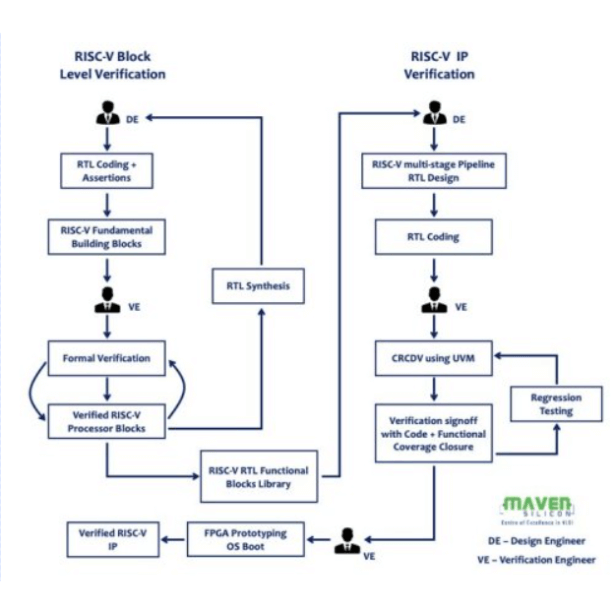 RISC-V Block
Level Verification
DE
RTL Coding +
Assertions
RISC-V Fundamental
Building Blocks
VE
Formal Verification
Verified RISC-V
Processor Blocks
RTL Synthesis
RISC-V RTL Functional
Blocks Library
RISC-V IP
Verification
DE
RISC-V multi-stage Pipeline
RTL Design
RTL Coding
VE
CRCDV using UVM
Regression
Testing
Verification signoff
with Code + Functional
Coverage Closure
VE
FPGA Prototyping
OS Boot
Verified RISC-V
IP
MAVEN
SILICON
Centre of Excellence in VLSI
DE – Design Engineer
VE – Verification Engineer